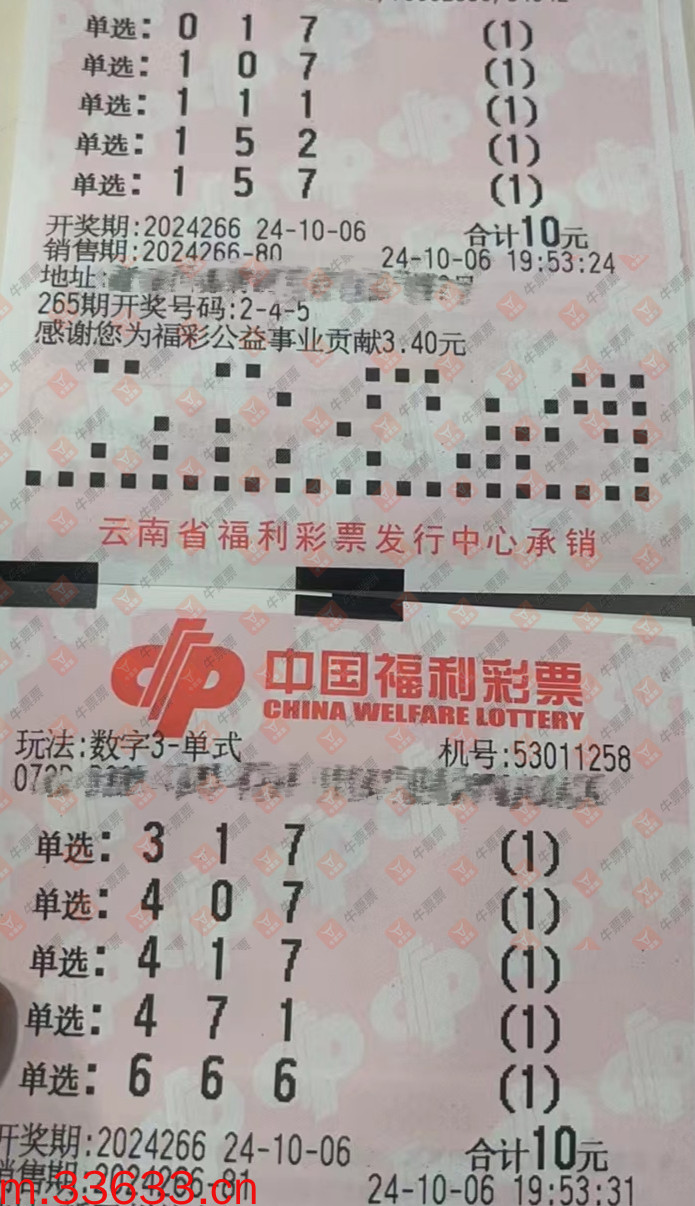 单选: 0 1 7 (1)
单选: 1 0 7 (1)
单选: 1 1 1 (1)
单选: 1 5 2 (1)
单选: 1 5 7 (1)
开奖期:2024266 24-10-06 合计10元
销售期:2024266-80 24-10-06 19:53:24
地址:
265期开奖号码:2-4-5
感谢您为福彩公益事业贡献3.40元
云南省福利彩票发行中心承销
中国福利彩票
CHINA WELFARE LOTTERY
玩法:数字3-单式 机号:53011258
单选: 3 1 7 (1)
单选: 4 0 7 (1)
单选: 4 1 7 (1)
单选: 4 7 1 (1)
单选: 6 6 6 (1)
开奖期:2024266 24-10-06 合计10元
销售期:2024266-81 24-10-06 19:53:31
m.33633.cn
牛票票